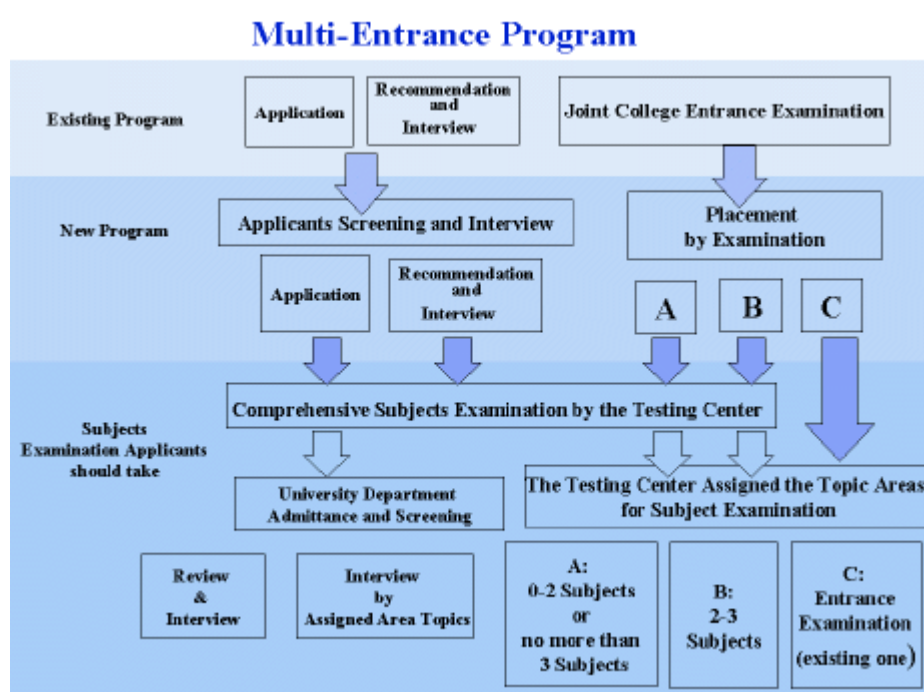 Multi-Entrance Program
Existing Program
Application
Recommendation
and
Interview
Joint College Entrance Examination
New Program
Applicants Screening and Interview
Placement
by Examination
Application
Recommendation
and
Interview
A
B
C
Subjects
Examination Applicants
should take
Comprehensive Subjects Examination by the Testing Center
University Department
Admittance and Screening
The Testing Center Assigned the Topic Areas
for Subject Examination
Review
&
Interview
Interview
by
Assigned Area Topics
A:
0-2 Subjects
or
no more than
3 Subjects
B:
2-3
Subjects
C:
Entrance
Examination
(existing one)